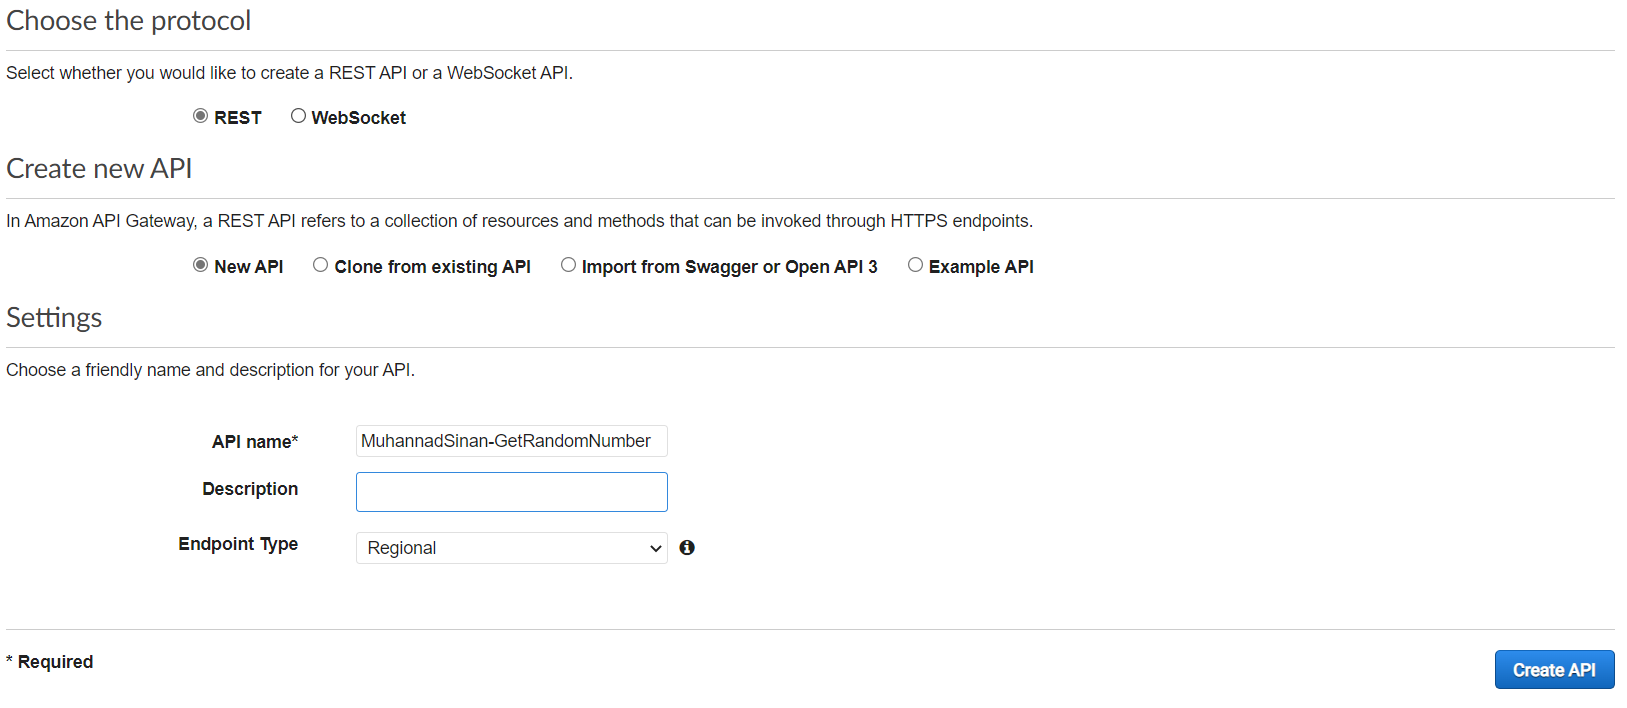 Choose the protocol
Select whether you would like to create a REST API or a WebSocket API.
REST WebSocket
Create new API
In Amazon API Gateway, a REST API refers to a collection of resources and methods that can be invoked through HTTPS endpoints.
New API Clone from existing API Import from Swagger or Open API 3 Example API
Settings
Choose a friendly name and description for your API.
API name* MuhannadSinan-GetRandomNumber
Description
Endpoint Type Regional
* Required Create API